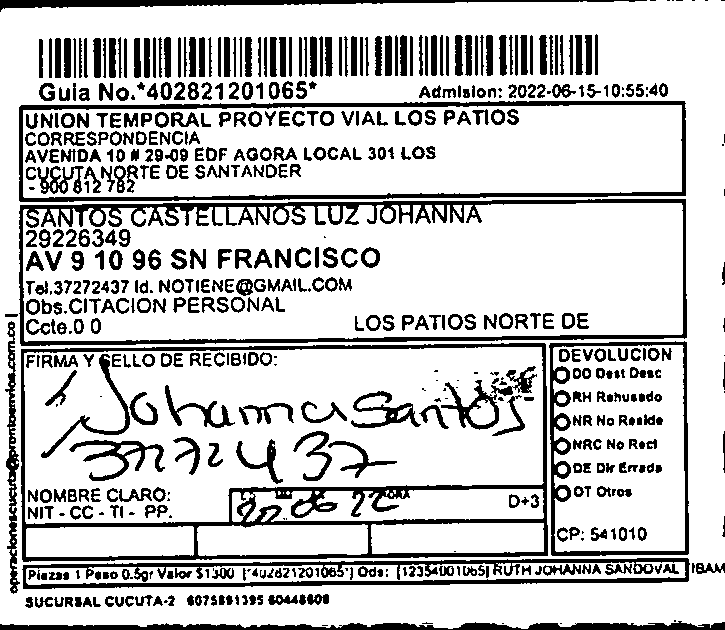 Guia No.*402821201065*
Admision: 2022-06-15-10:55:40
UNION TEMPORAL PROYECTO VIAL LOS PATIOS
CORRESPONDENCIA
AVENIDA 10 # 29-09 EDF AGORA LOCAL 301 LOS
CUCUTA NORTE DE SANTANDER
- 900 812 782
SANTOS CASTELLANOS LUZ JOHANNA
29226349
AV 9 10 96 SN FRANCISCO
Tel.37272437 Id. NOTIENE@GMAIL.COM
Obs.CITACION PERSONAL
Ccte.0 0
LOS PATIOS NORTE DE
operacionescucuta@prontoenvios.com.co
FIRMA Y SELLO DE RECIBIDO:
Johanna Santos
37272437
NOMBRE CLARO:
NIT - CC - TI - PP.
20 06 22
HORA
D+3
DEVOLUCION
DD Dest Desc
RH Rehusado
NR No Reside
NRC No Recl
DE Dir Errada
OT Otros
CP: 541010
Piezas 1 Peso 0.5gr Valor $1300 [*402821201065*] Ods: [12354001065] RUTH JOHANNA SANDOVAL
SUCURSAL CUCUTA-2